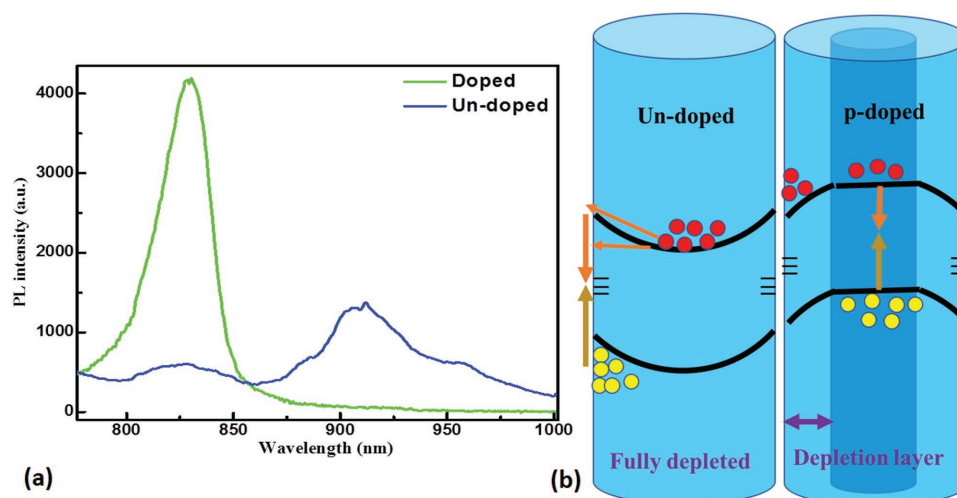 Doped
Un-doped
4000
3000
2000
1000
0
PL intensity (a.u.)
800
850
900
950
1000
Wavelength (nm)
(a)
Un-doped
p-doped
Fully depleted
Depletion layer
(b)